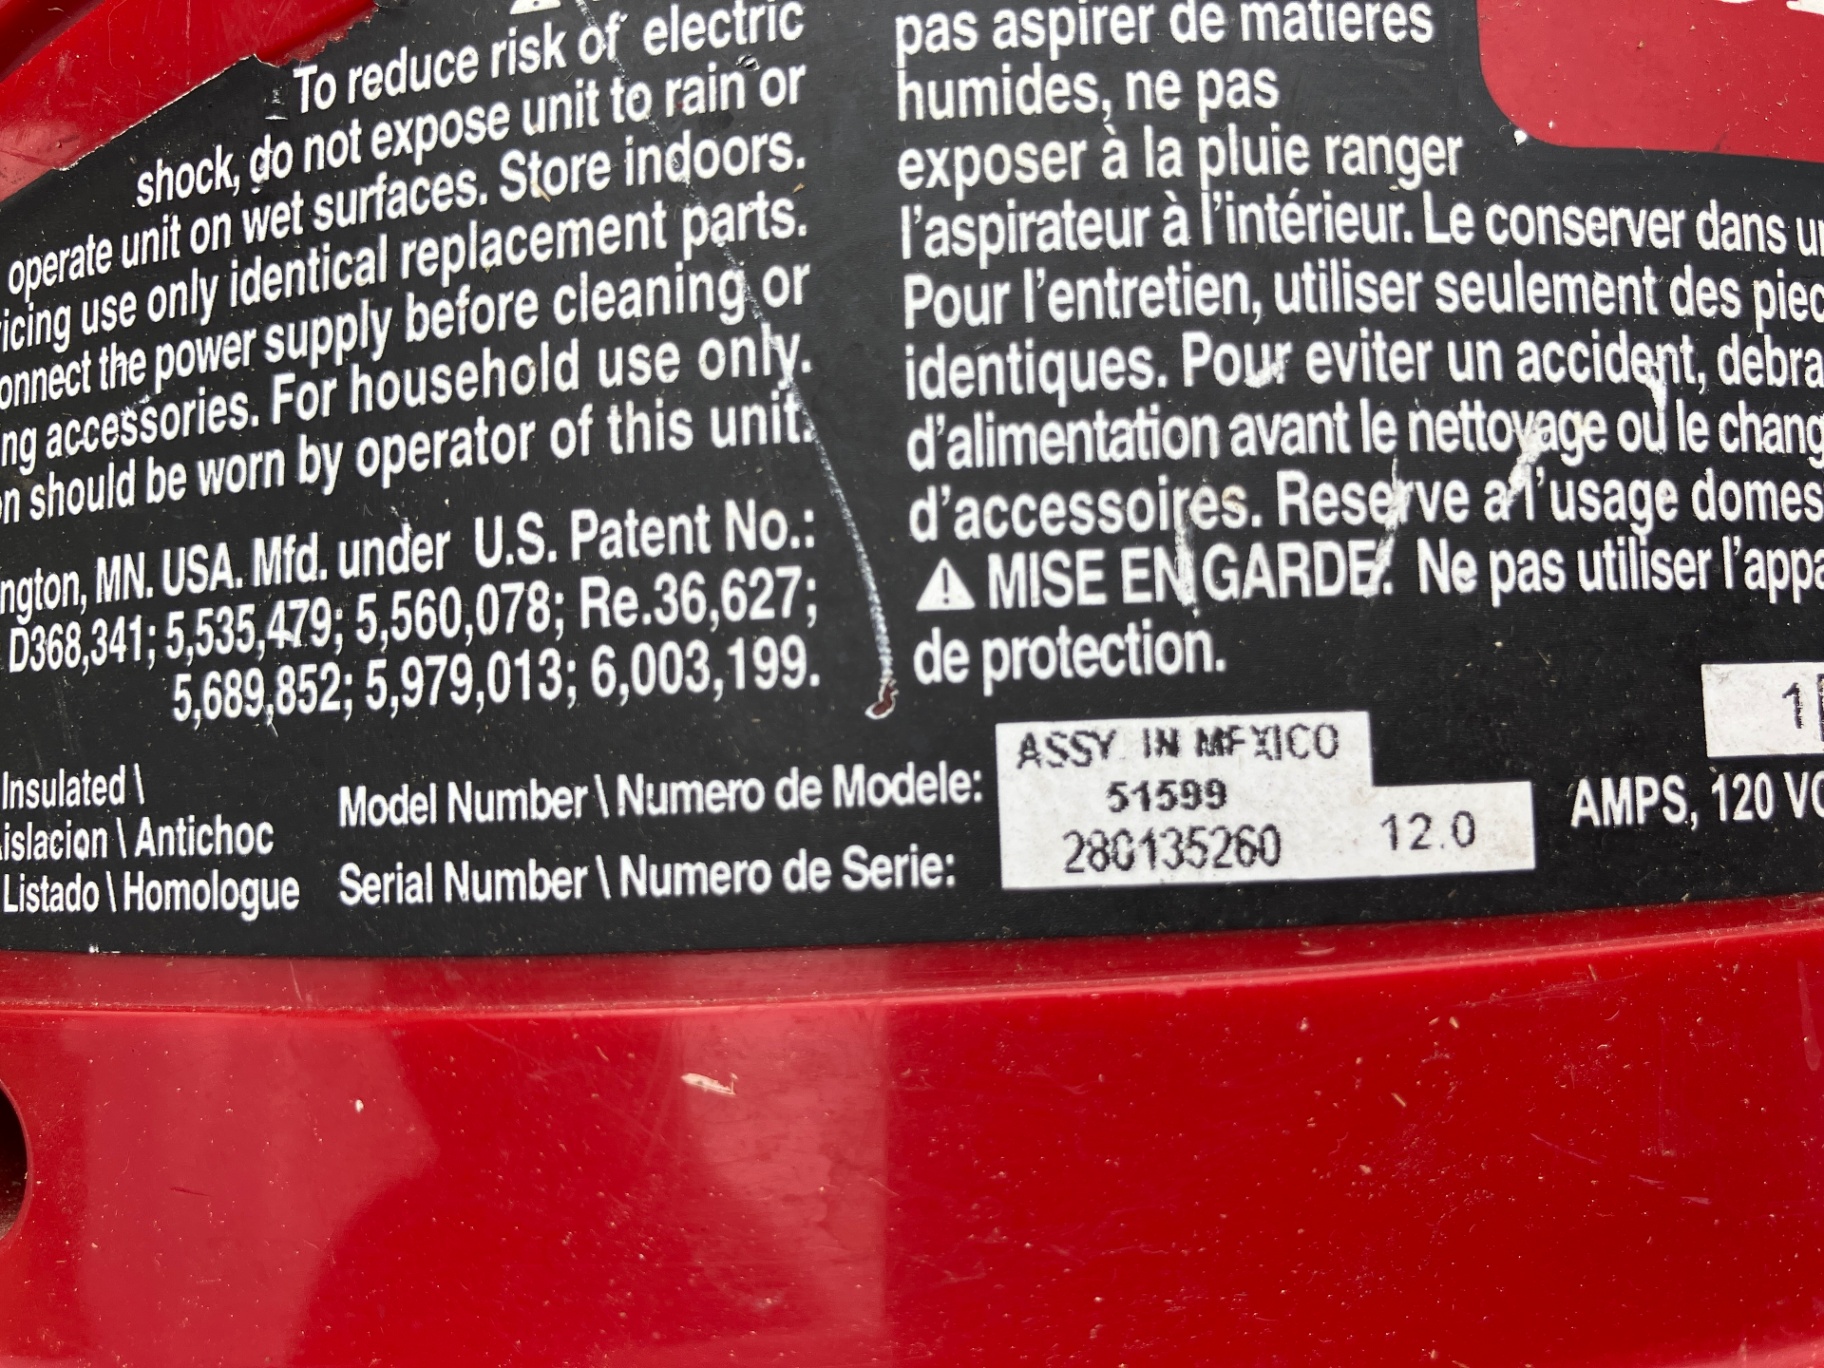 To reduce risk of electric
shock, do not expose unit to rain or
operate unit on wet surfaces. Store indoors.
icing use only identical replacement parts.
onnect the power supply before cleaning or
ng accessories. For household use only.
on should be worn by operator of this unit.
ngton, MN. USA. Mfd. under U.S. Patent No.:
D368,341; 5,535,479; 5,560,078; Re.36,627;
5,689,852; 5,979,013; 6,003,199.
pas aspirer de matières
humides, ne pas
exposer à la pluie ranger
l'aspirateur à l'intérieur. Le conserver dans un
Pour l'entretien, utiliser seulement des piec
identiques. Pour eviter un accident, debra
d'alimentation avant le nettoyage ou le chang
d'accessoires. Reserve a l'usage domes
⚠ MISE EN GARDE: Ne pas utiliser l'appa
de protection.
Insulated \
islacion \ Antichoc
Listado \ Homologue
Model Number \ Numero de Modele:
Serial Number \ Numero de Serie:
ASSY IN MEXICO
51599
280135260
12.0
1
AMPS, 120 VO